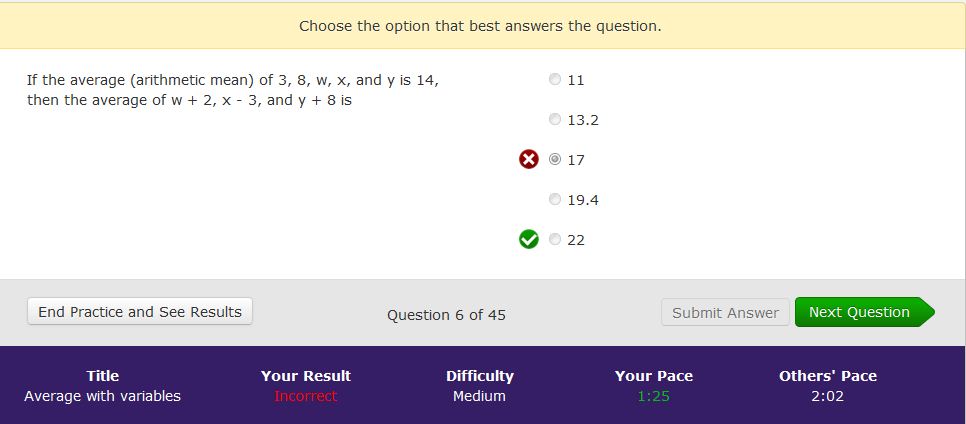 Choose the option that best answers the question.
If the average (arithmetic mean) of 3, 8, w, x, and y is 14,
then the average of w + 2, x - 3, and y + 8 is
11
13.2
17
19.4
22
End Practice and See Results
Question 6 of 45
Submit Answer
Next Question
Title
Your Result
Difficulty
Your Pace
Others' Pace
Average with variables
Incorrect
Medium
1:25
2:02